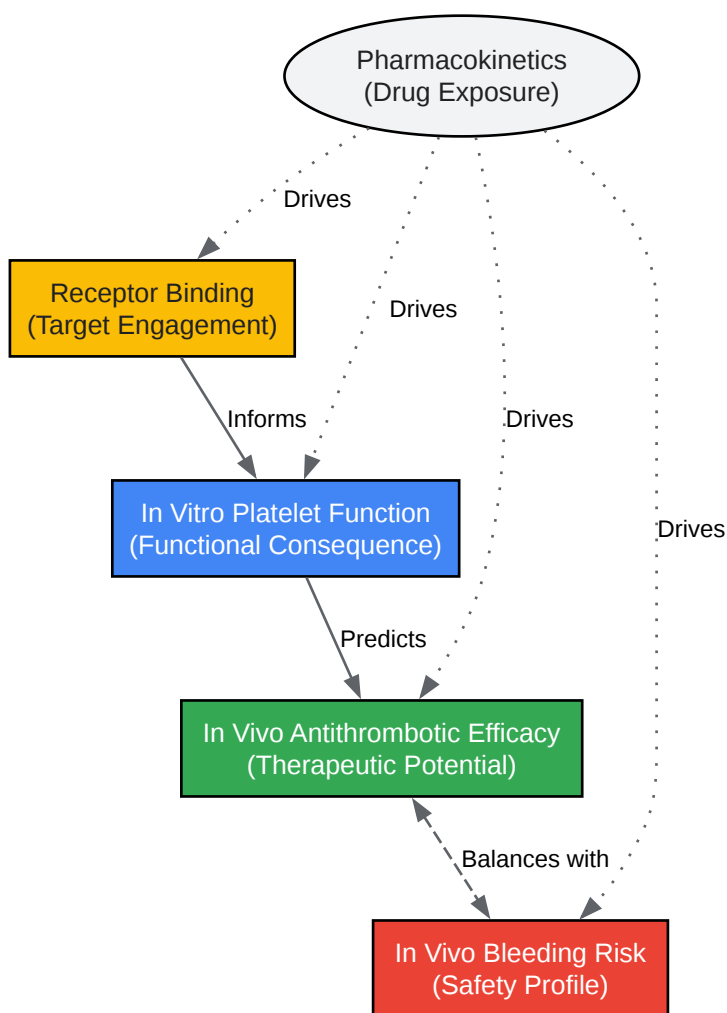 Pharmacokinetics
(Drug Exposure)
Drives
Receptor Binding
(Target Engagement)
Drives
Informs
Drives
In Vitro Platelet Function
(Functional Consequence)
Drives
Predicts
In Vivo Antithrombotic Efficacy
(Therapeutic Potential)
Balances with
In Vivo Bleeding Risk
(Safety Profile)